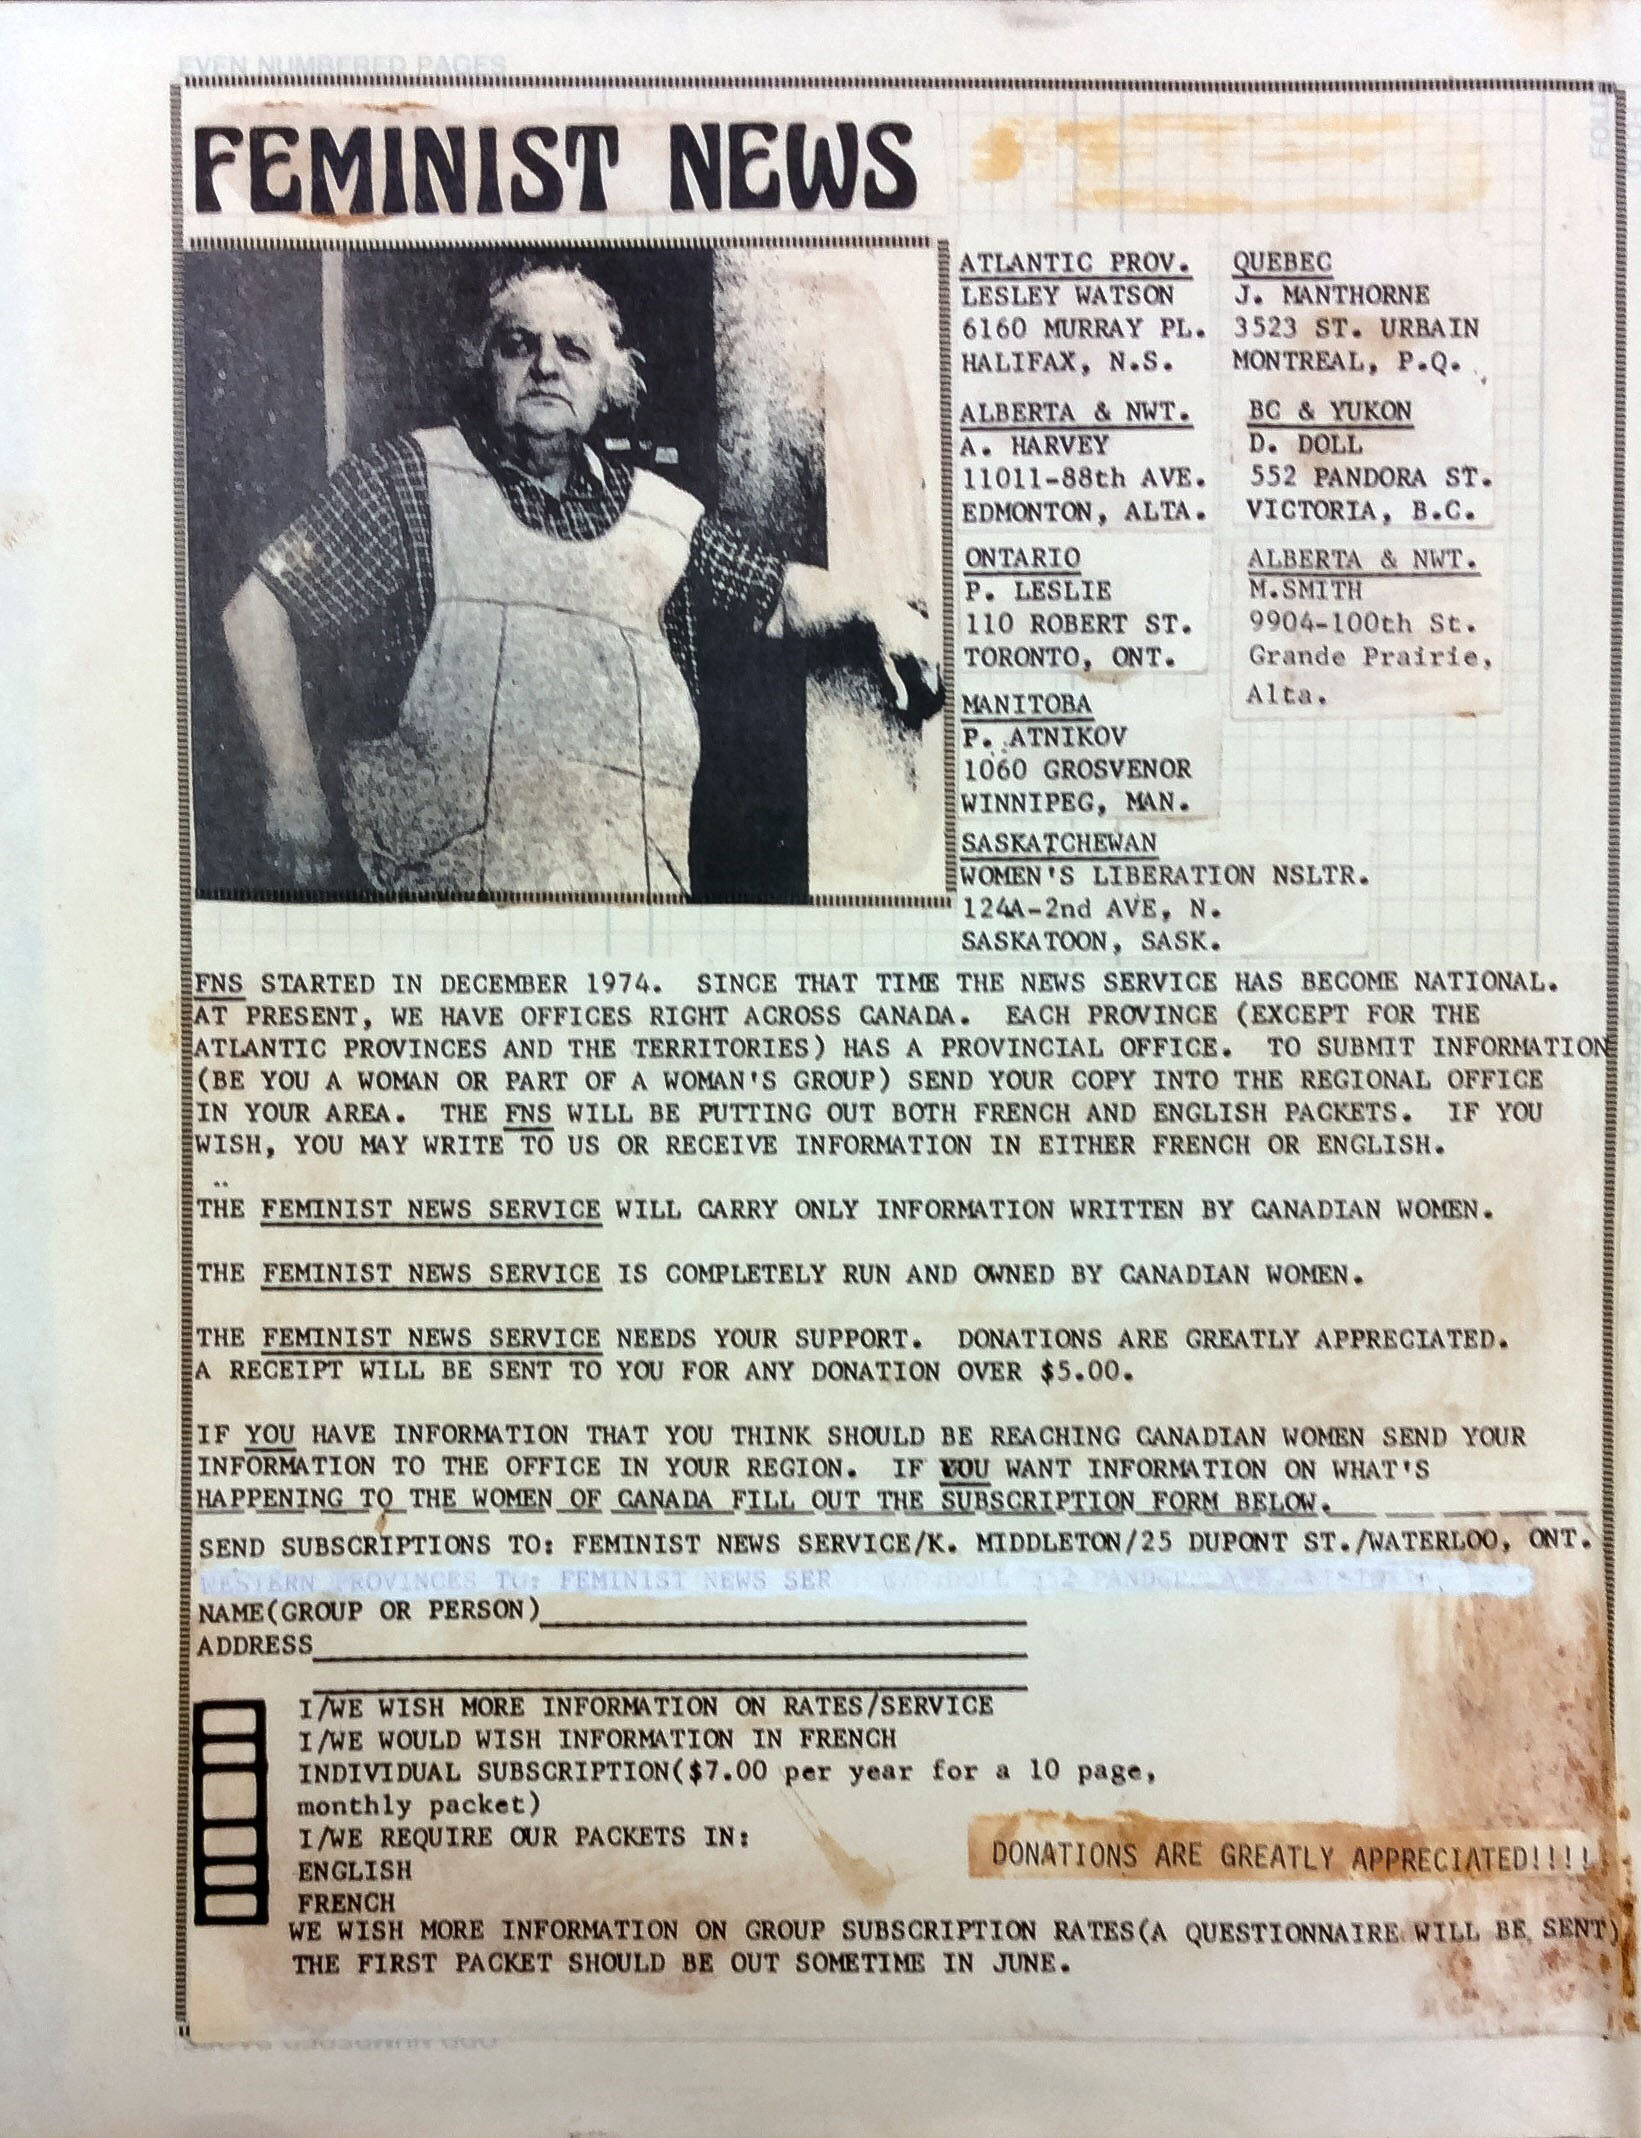 EVEN NUMBERED PAGES
FEMINIST NEWS
ATLANTIC PROV.
LESLEY WATSON
6160 MURRAY PL.
HALIFAX, N.S.
QUEBEC
J. MANTHORNE
3523 ST. URBAIN
MONTREAL, P.Q.
ALBERTA & NWT.
A. HARVEY
11011-88th AVE.
EDMONTON, ALTA.
BC & YUKON
D. DOLL
552 PANDORA ST.
VICTORIA, B.C.
ONTARIO
P. LESLIE
110 ROBERT ST.
TORONTO, ONT.
ALBERTA & NWT.
M.SMITH
9904-100th St.
Grande Prairie,
Alta.
MANITOBA
P. ATNIKOV
1060 GROSVENOR
WINNIPEG, MAN.
SASKATCHEWAN
WOMEN'S LIBERATION NSLTR.
124A-2nd AVE, N.
SASKATOON, SASK.
FNS STARTED IN DECEMBER 1974. SINCE THAT TIME THE NEWS SERVICE HAS BECOME NATIONAL.
AT PRESENT, WE HAVE OFFICES RIGHT ACROSS CANADA. EACH PROVINCE (EXCEPT FOR THE
ATLANTIC PROVINCES AND THE TERRITORIES) HAS A PROVINCIAL OFFICE. TO SUBMIT INFORMATION
(BE YOU A WOMAN OR PART OF A WOMAN'S GROUP) SEND YOUR COPY INTO THE REGIONAL OFFICE
IN YOUR AREA. THE FNS WILL BE PUTTING OUT BOTH FRENCH AND ENGLISH PACKETS. IF YOU
WISH, YOU MAY WRITE TO US OR RECEIVE INFORMATION IN EITHER FRENCH OR ENGLISH.
THE FEMINIST NEWS SERVICE WILL CARRY ONLY INFORMATION WRITTEN BY CANADIAN WOMEN.
THE FEMINIST NEWS SERVICE IS COMPLETELY RUN AND OWNED BY CANADIAN WOMEN.
THE FEMINIST NEWS SERVICE NEEDS YOUR SUPPORT. DONATIONS ARE GREATLY APPRECIATED.
A RECEIPT WILL BE SENT TO YOU FOR ANY DONATION OVER $5.00.
IF YOU HAVE INFORMATION THAT YOU THINK SHOULD BE REACHING CANADIAN WOMEN SEND YOUR
INFORMATION TO THE OFFICE IN YOUR REGION. IF YOU WANT INFORMATION ON WHAT'S
HAPPENING TO THE WOMEN OF CANADA FILL OUT THE SUBSCRIPTION FORM BELOW.
SEND SUBSCRIPTIONS TO: FEMINIST NEWS SERVICE/K. MIDDLETON/25 DUPONT ST./WATERLOO, ONT.
WESTERN PROVINCES TO: FEMINIST NEWS SER
NAME(GROUP OR PERSON)
ADDRESS
I/WE WISH MORE INFORMATION ON RATES/SERVICE
I/WE WOULD WISH INFORMATION IN FRENCH
INDIVIDUAL SUBSCRIPTION($7.00 per year for a 10 page,
monthly packet)
I/WE REQUIRE OUR PACKETS IN:
ENGLISH
FRENCH
DONATIONS ARE GREATLY APPRECIATED!!!!
WE WISH MORE INFORMATION ON GROUP SUBSCRIPTION RATES(A QUESTIONNAIRE WILL BE SENT)
THE FIRST PACKET SHOULD BE OUT SOMETIME IN JUNE.